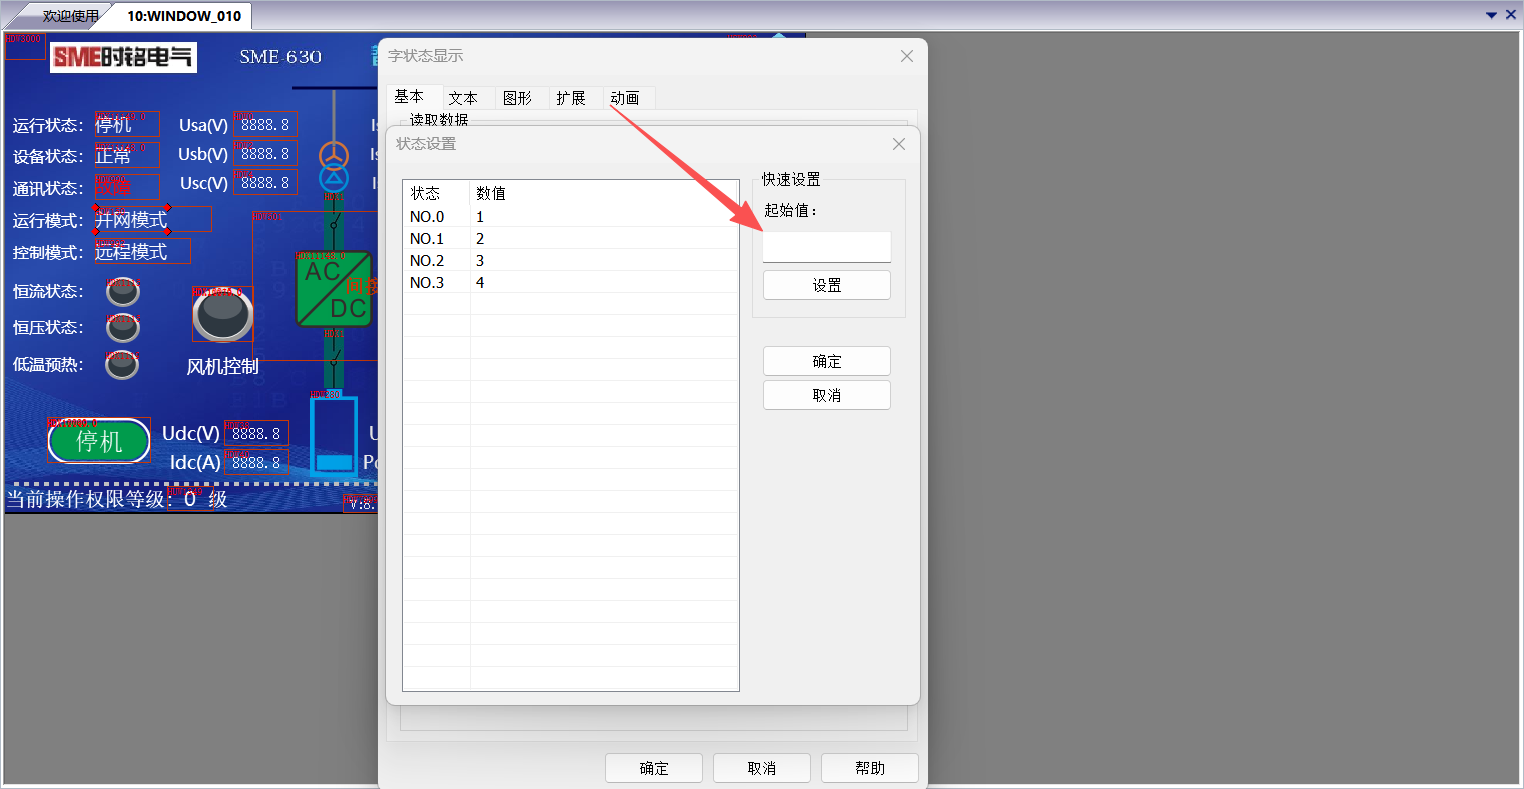 欢迎使用
10:WINDOW_010
HDW3000
SME时铭电气
SME-630
运行状态：
停机
Usa(V)
8888.8
设备状态：
正常
Usb(V)
8888.8
通讯状态：
Usc(V)
8888.8
运行模式：
并网模式
控制模式：
远程模式
恒流状态：
恒压状态：
低温预热：
风机控制
AC
DC
停机
Udc(V)
8888.8
Idc(A)
8888.8
当前操作权限等级：0 级
V:8.
字状态显示
基本
文本
图形
扩展
动画
读取数据
状态设置
状态
数值
NO.0
1
NO.1
2
NO.2
3
NO.3
4
快速设置
起始值：
设置
确定
取消
确定
取消
帮助